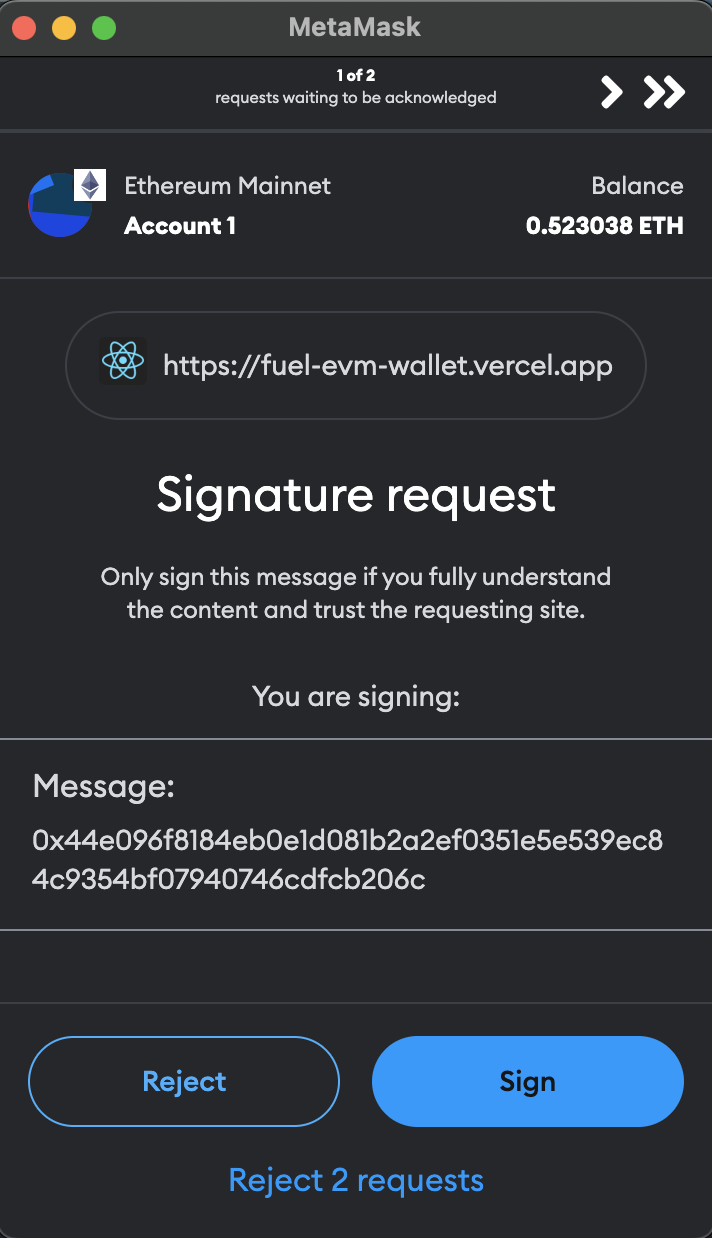 MetaMask
1 of 2
requests waiting to be acknowledged
Ethereum Mainnet
Balance
Account 1
0.523038 ETH
https://fuel-evm-wallet.vercel.app
Signature request
Only sign this message if you fully understand
the content and trust the requesting site.
You are signing:
Message:
0x44e096f8184eb0e1d081b2a2ef0351e5e539ec8
4c9354bf07940746cdfcb206c
Reject
Sign
Reject 2 requests